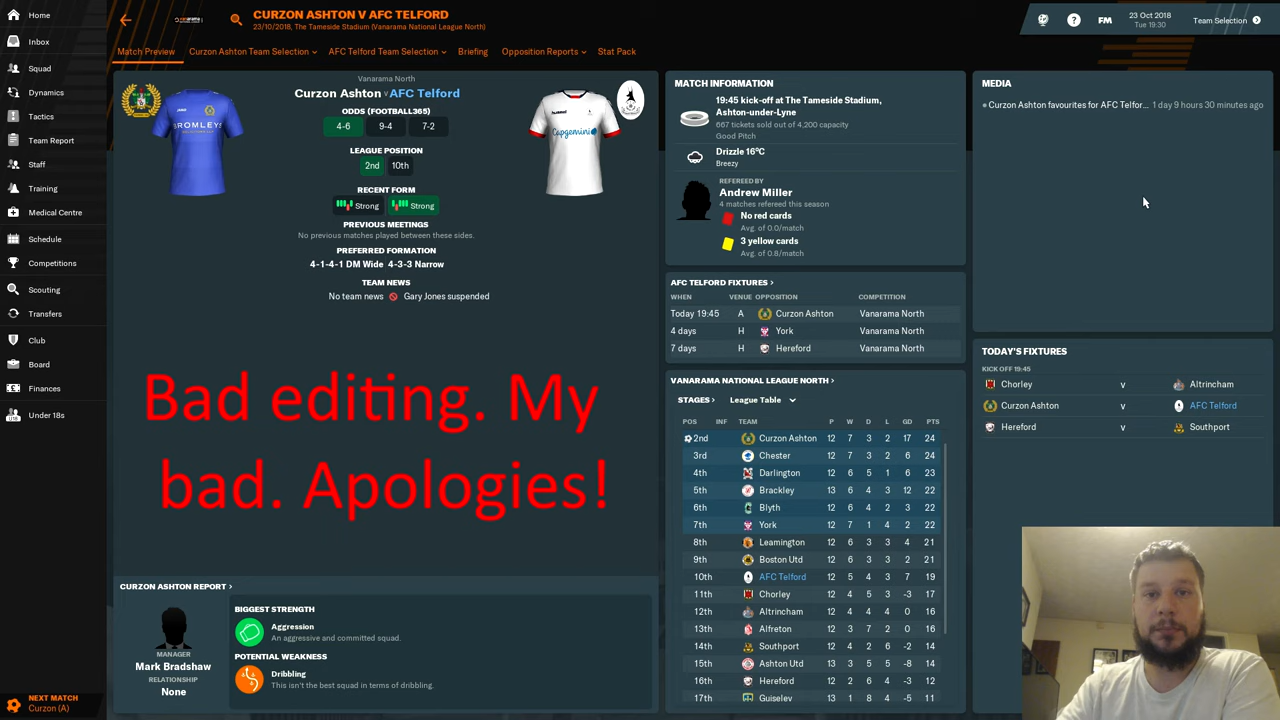 CURZON ASHTON V AFC TELFORD
23/10/2018, The Tameside Stadium (Vanarama National League North)
FM
23 Oct 2018
Tue 19:30
Team Selection
Match Preview
Curzon Ashton Team Selection
AFC Telford Team Selection
Briefing
Opposition Reports
Stat Pack
Home
Inbox
Squad
Dynamics
Tactics
Team Report
Staff
Training
Medical Centre
Schedule
Competitions
Scouting
Transfers
Club
Board
Finances
Under 18s
NEXT MATCH
Curzon (A)
Vanarama North
Curzon Ashton v AFC Telford
ODDS (FOOTBALL365)
4-6 9-4 7-2
LEAGUE POSITION
2nd 10th
RECENT FORM
Strong Strong
PREVIOUS MEETINGS
No previous matches played between these sides.
PREFERRED FORMATION
4-1-4-1 DM Wide 4-3-3 Narrow
TEAM NEWS
No team news Gary Jones suspended
BROMLEYS
Capgemini
Bad editing. My
bad. Apologies!
CURZON ASHTON REPORT >
MANAGER
Mark Bradshaw
RELATIONSHIP
None
BIGGEST STRENGTH
Aggression
An aggressive and committed squad.
POTENTIAL WEAKNESS
Dribbling
This isn't the best squad in terms of dribbling.
MATCH INFORMATION
19:45 kick-off at The Tameside Stadium,
Ashton-under-Lyne
667 tickets sold out of 4,200 capacity
Good Pitch
Drizzle 16°C
Breezy
REFEREED BY
Andrew Miller
4 matches refereed this season
No red cards
Avg. of 0.0/match
3 yellow cards
Avg. of 0.8/match
AFC TELFORD FIXTURES >
WHEN VENUE OPPOSITION COMPETITION
Today 19:45 A Curzon Ashton Vanarama North
4 days H York Vanarama North
7 days H Hereford Vanarama North
VANARAMA NATIONAL LEAGUE NORTH >
STAGES > League Table
POS INF TEAM P W D L GD PTS
2nd Curzon Ashton 12 7 3 2 17 24
3rd Chester 12 7 3 2 6 24
4th Darlington 12 6 5 1 6 23
5th Brackley 13 6 4 3 12 22
6th Blyth 12 6 4 2 3 22
7th York 12 7 1 4 2 22
8th Leamington 12 6 3 3 4 21
9th Boston Utd 12 6 3 3 2 21
10th AFC Telford 12 5 4 3 7 19
11th Chorley 12 4 5 3 -3 17
12th Altrincham 12 4 4 4 0 16
13th Alfreton 12 3 7 2 0 16
14th Southport 12 4 2 6 -2 14
15th Ashton Utd 13 3 5 5 -8 14
16th Hereford 12 2 6 4 -3 12
17th Guiseley 13 1 8 4 -5 11
MEDIA
Curzon Ashton favourites for AFC Telfor... 1 day 9 hours 30 minutes ago
TODAY'S FIXTURES
KICK OFF 19:45
Chorley v Altrincham
Curzon Ashton v AFC Telford
Hereford v Southport